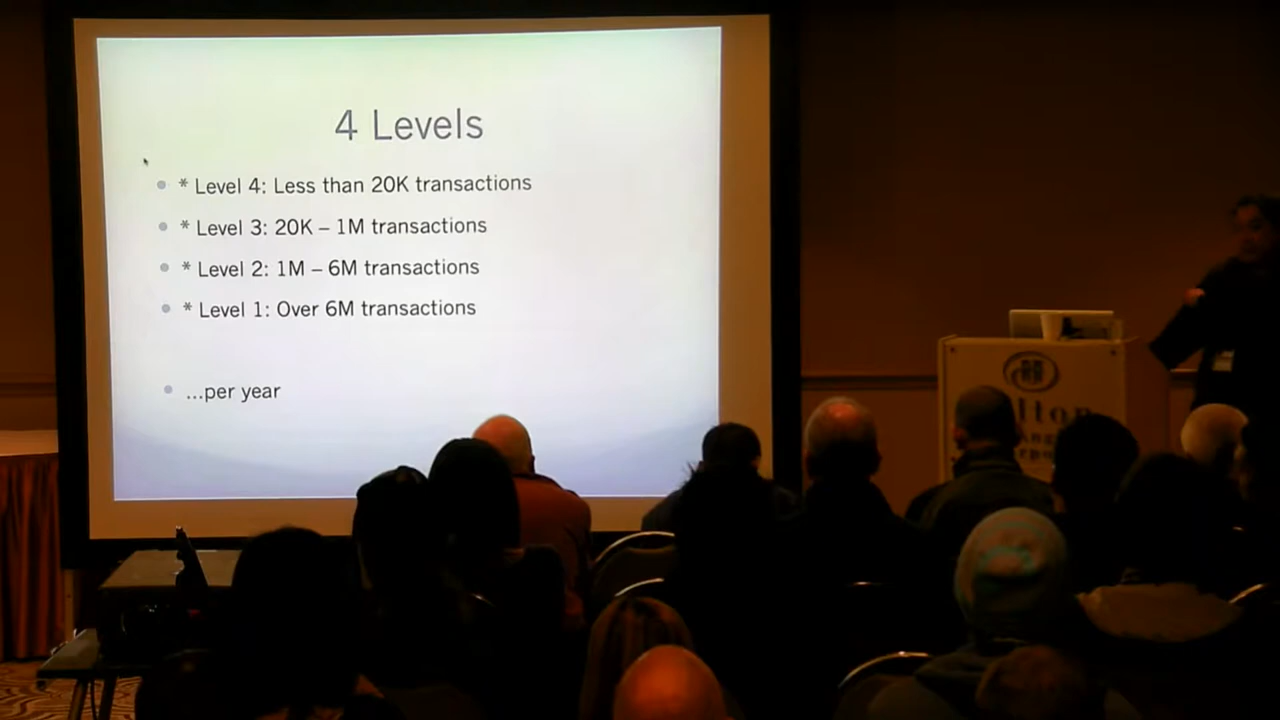 4 Levels
* Level 4: Less than 20K transactions
* Level 3: 20K – 1M transactions
* Level 2: 1M – 6M transactions
* Level 1: Over 6M transactions
...per year